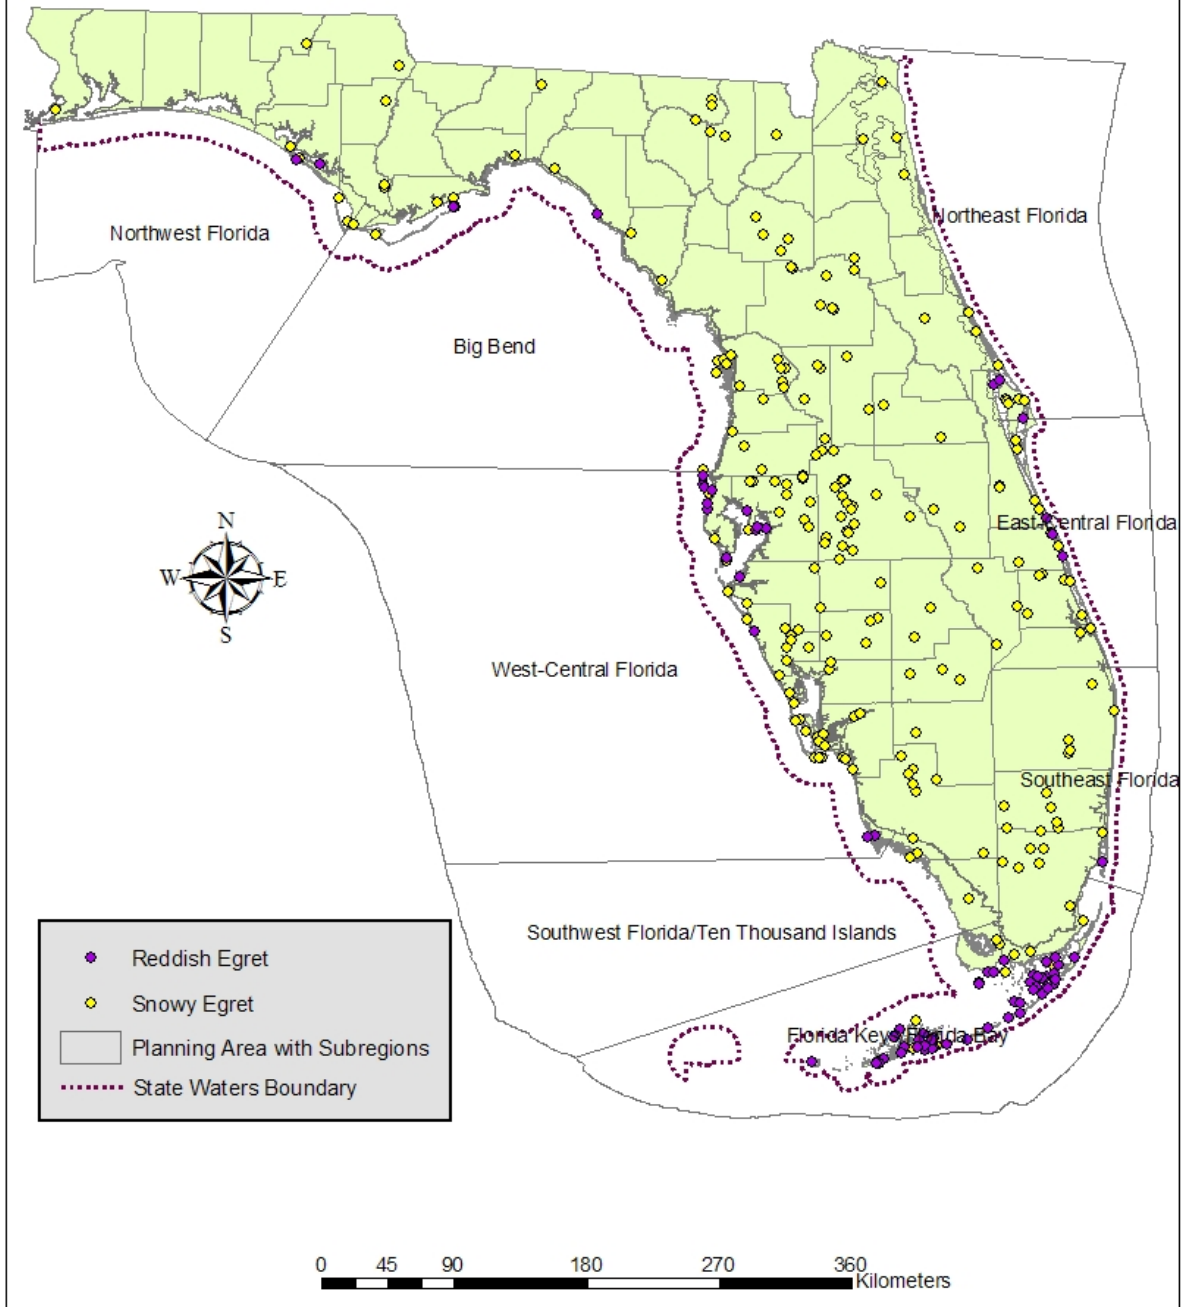 Northeast Florida
Northwest Florida
Big Bend
N
W E
S
East-Central Florida
West-Central Florida
Southeast Florida
Southwest Florida/Ten Thousand Islands
Reddish Egret
Snowy Egret
Planning Area with Subregions
State Waters Boundary
Florida Keys/Florida Bay
0 45 90 180 270 360
Kilometers